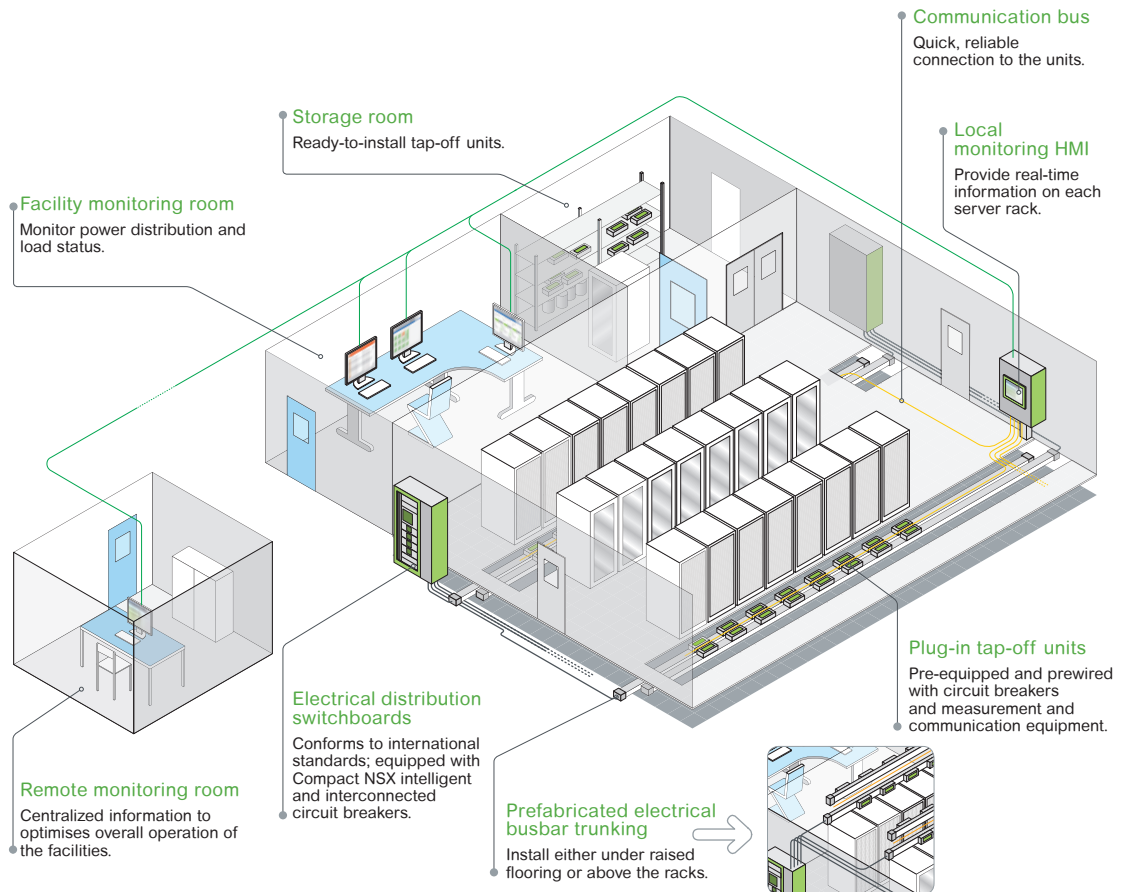 Communication bus
Quick, reliable
connection to the units.
Storage room
Ready-to-install tap-off units.
Local
monitoring HMI
Provide real-time
information on each
server rack.
Facility monitoring room
Monitor power distribution and
load status.
Plug-in tap-off units
Pre-equipped and prewired
with circuit breakers
and measurement and
communication equipment.
Electrical distribution
switchboards
Conforms to international
standards; equipped with
Compact NSX intelligent
and interconnected
circuit breakers.
Remote monitoring room
Centralized information to
optimises overall operation of
the facilities.
Prefabricated electrical
busbar trunking
Install either under raised
flooring or above the racks.